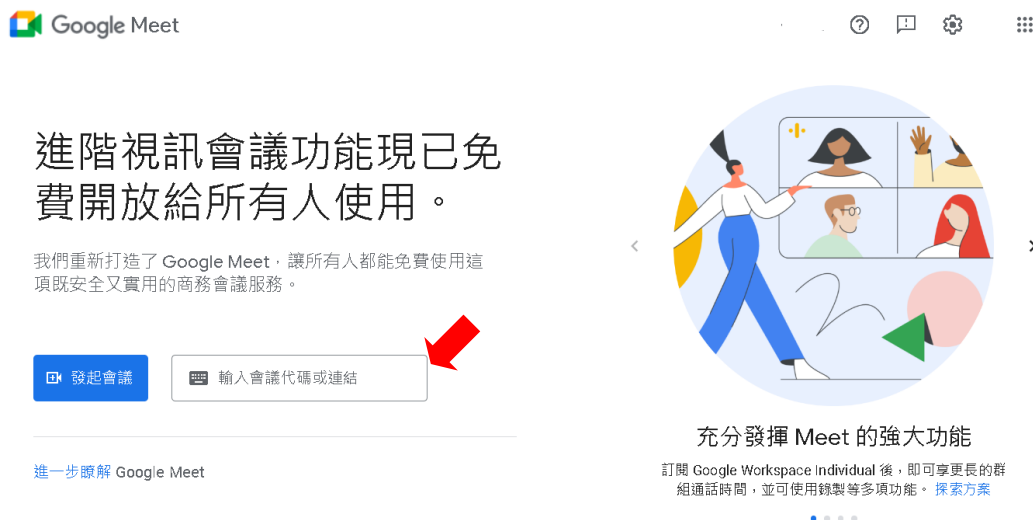 Google Meet
進階視訊會議功能現已免
費開放給所有人使用。
我們重新打造了 Google Meet，讓所有人都能免費使用這
項既安全又實用的商務會議服務。
發起會議
輸入會議代碼或連結
進一步瞭解 Google Meet
充分發揮 Meet 的強大功能
訂閱 Google Workspace Individual 後，即可享更長的群
組通話時間，並可使用錄製等多項功能。 探索方案